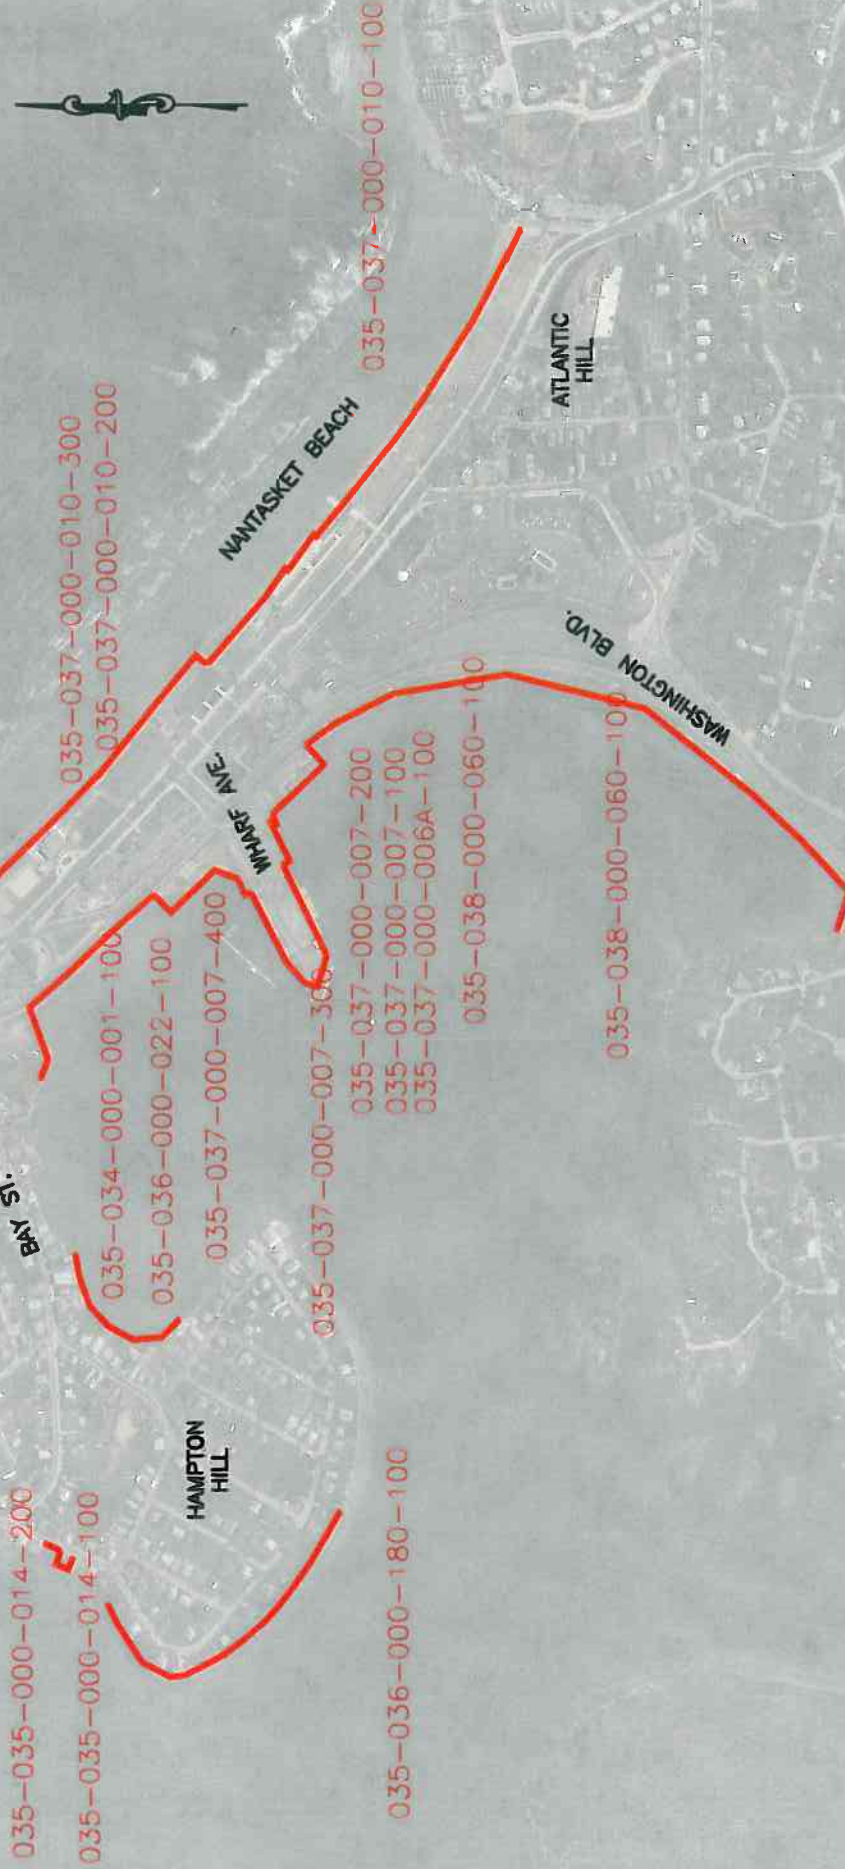 035-037-000-010-100
035-037-000-010-300
035-037-000-010-200
NANTASKET BEACH
ATLANTIC
HILL
WASHINGTON BLVD.
WHARF AVE.
035-034-000-001-100
035-036-000-022-100
035-037-000-007-400
035-037-000-007-300
035-037-000-007-200
035-037-000-007-100
035-037-000-006A-100
035-038-000-060-100
035-038-000-060-100
BAY ST.
HAMPTON
HILL
035-035-000-014-200
035-035-000-014-100
035-036-000-180-100